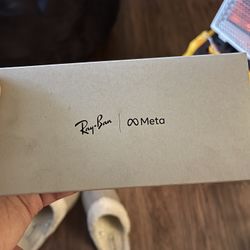 Ray-Ban | ∞ Meta